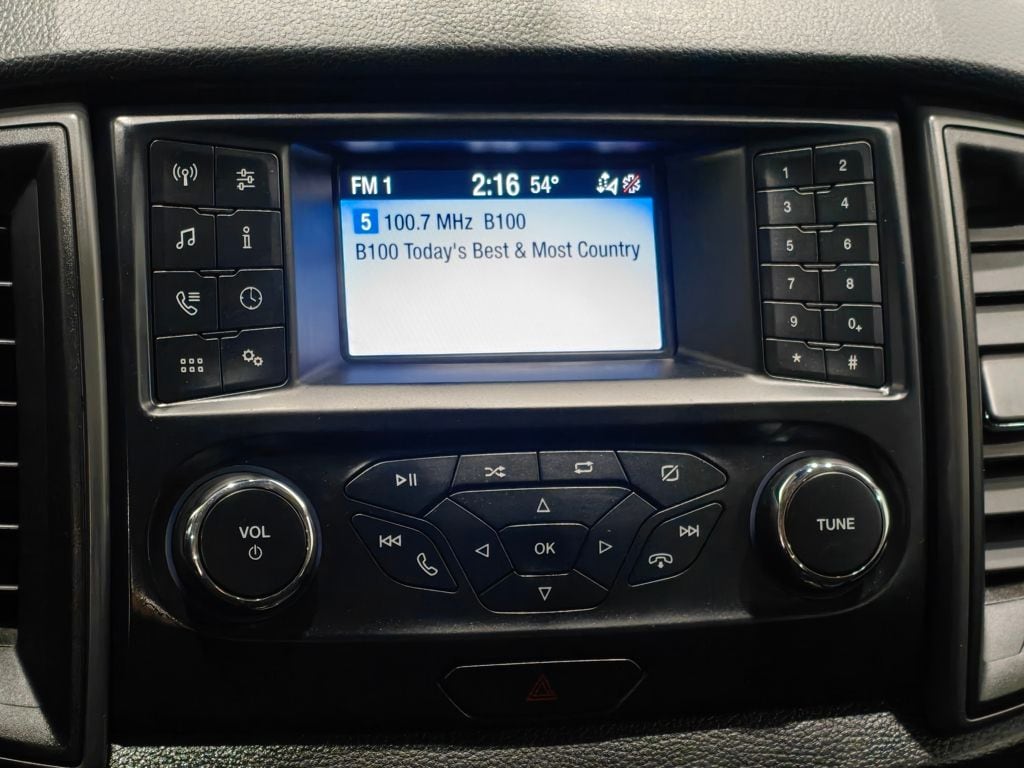 FM 1 2:16 54°
5 100.7 MHz B100
B100 Today's Best & Most Country
1 2
3 4
5 6
7 8
9 0+
* #
VOL
OK
TUNE